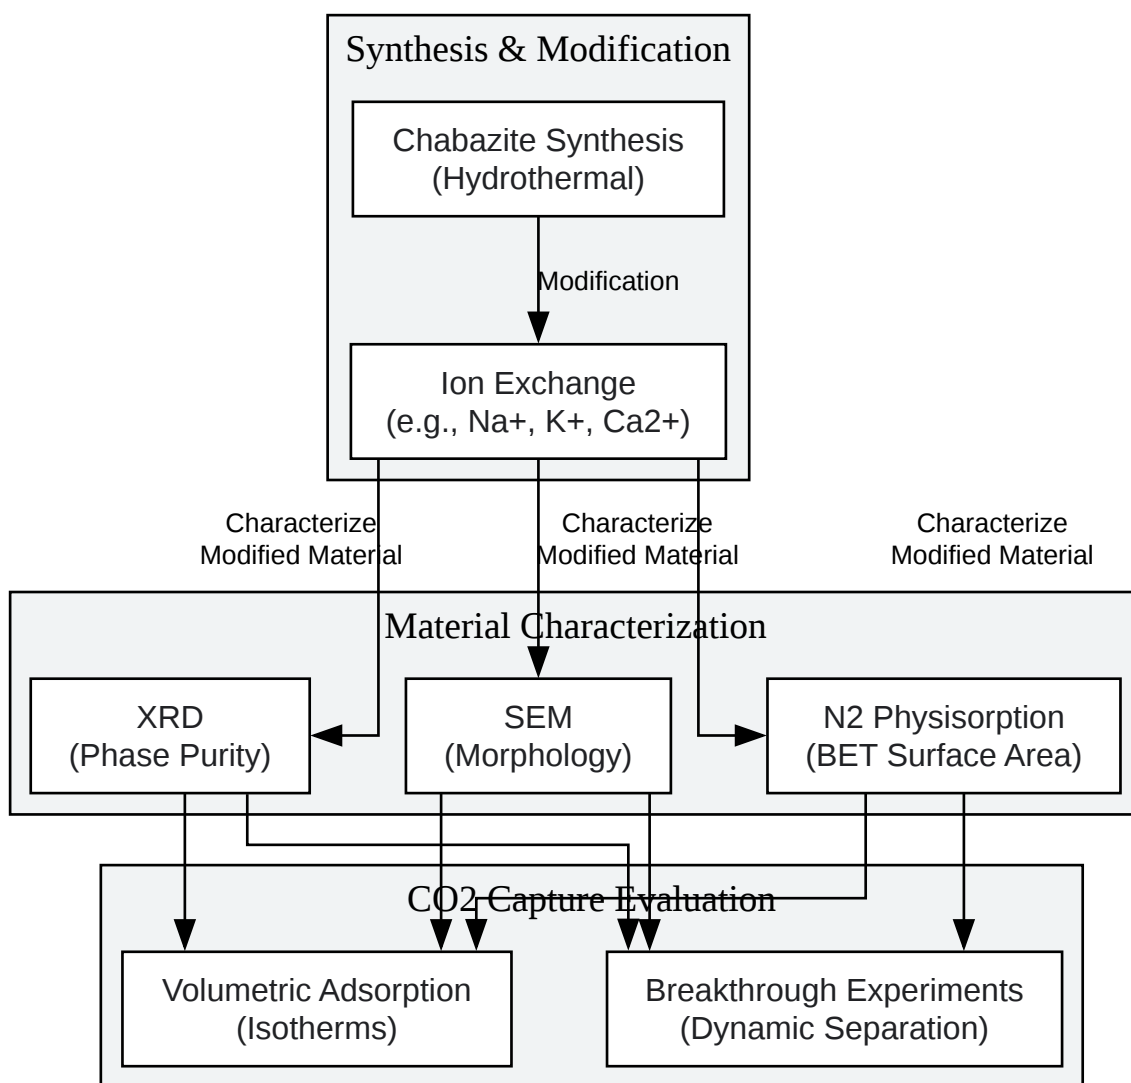 Synthesis & Modification
Chabazite Synthesis
(Hydrothermal)
Modification
Ion Exchange
(e.g., Na+, K+, Ca2+)
Characterize
Modified Material
Characterize
Modified Material
Characterize
Modified Material
Material Characterization
XRD
(Phase Purity)
SEM
(Morphology)
N2 Physisorption
(BET Surface Area)
CO2 Capture Evaluation
Volumetric Adsorption
(Isotherms)
Breakthrough Experiments
(Dynamic Separation)